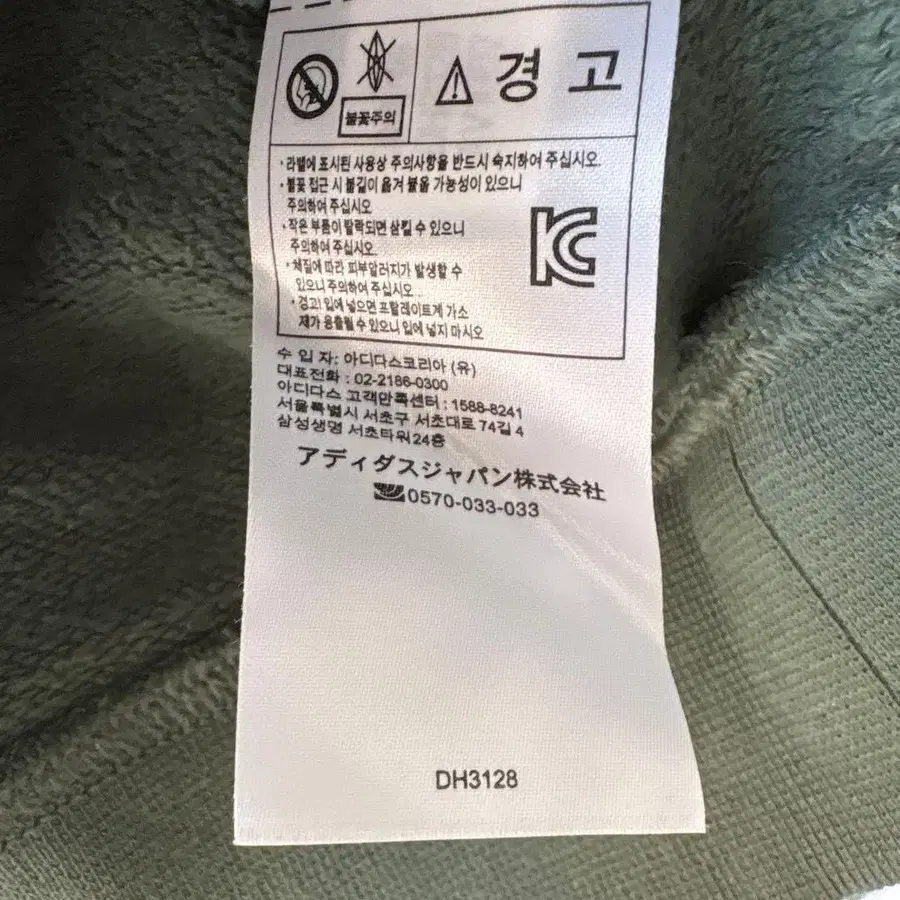 불꽃주의
경고
· 라벨에 표시된 사용상 주의사항을 반드시 숙지하여 주십시오.
· 불꽃 접근 시 불길이 옮겨 붙을 가능성이 있으니
주의하여 주십시오
· 작은 부품이 탈락되면 삼킬 수 있으니
주의하여 주십시오.
· 체질에 따라 피부알러지가 발생할 수
있으니 주의하여 주십시오.
· 경고! 입에 넣으면 프탈레이트계 가소
제가 용출될 수 있으니 입에 넣지 마시오
수 입 자: 아디다스코리아 (유)
대표전화 : 02-2186-0300
아디다스 고객만족센터 : 1588-8241
서울특별시 서초구 서초대로 74길 4
삼성생명 서초타워 24층
アディダスジャパン株式会社
0570-033-033
DH3128